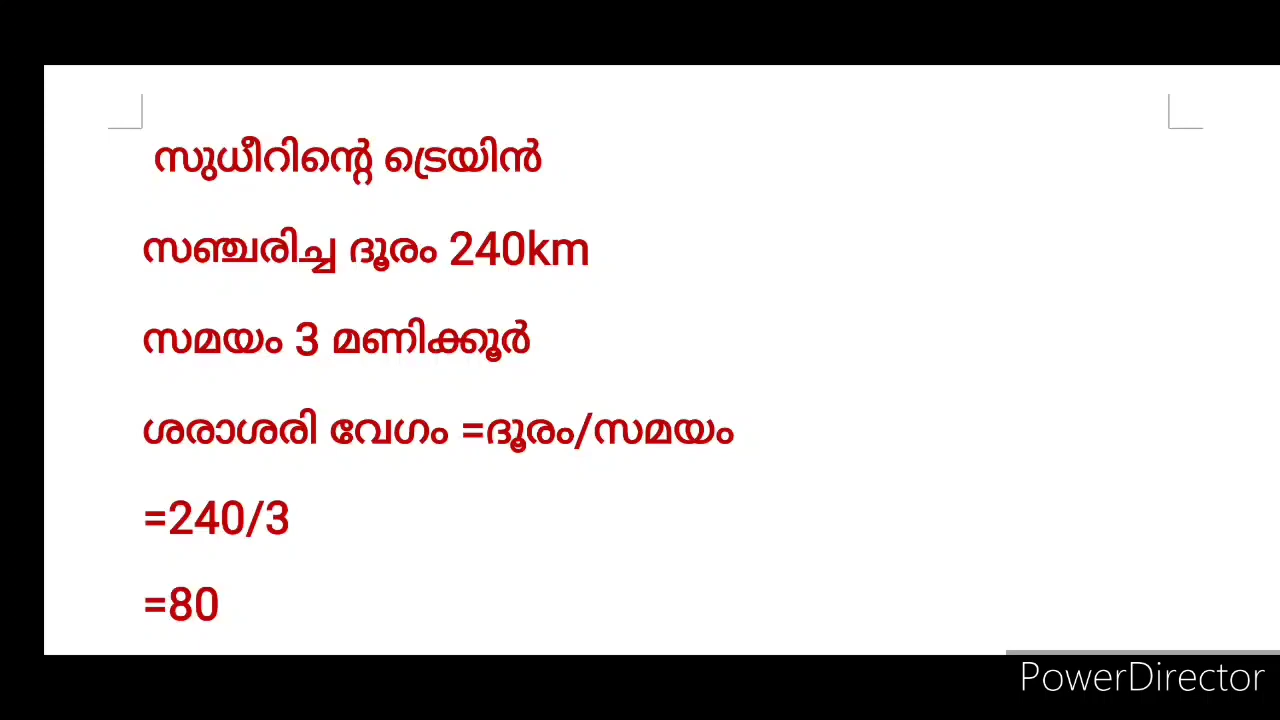 സുധീറിന്റെ ട്രെയിൻ
സഞ്ചരിച്ച ദൂരം 240km
സമയം 3 മണിക്കൂർ
ശരാശരി വേഗം =ദൂരം/സമയം
=240/3
=80
PowerDirector